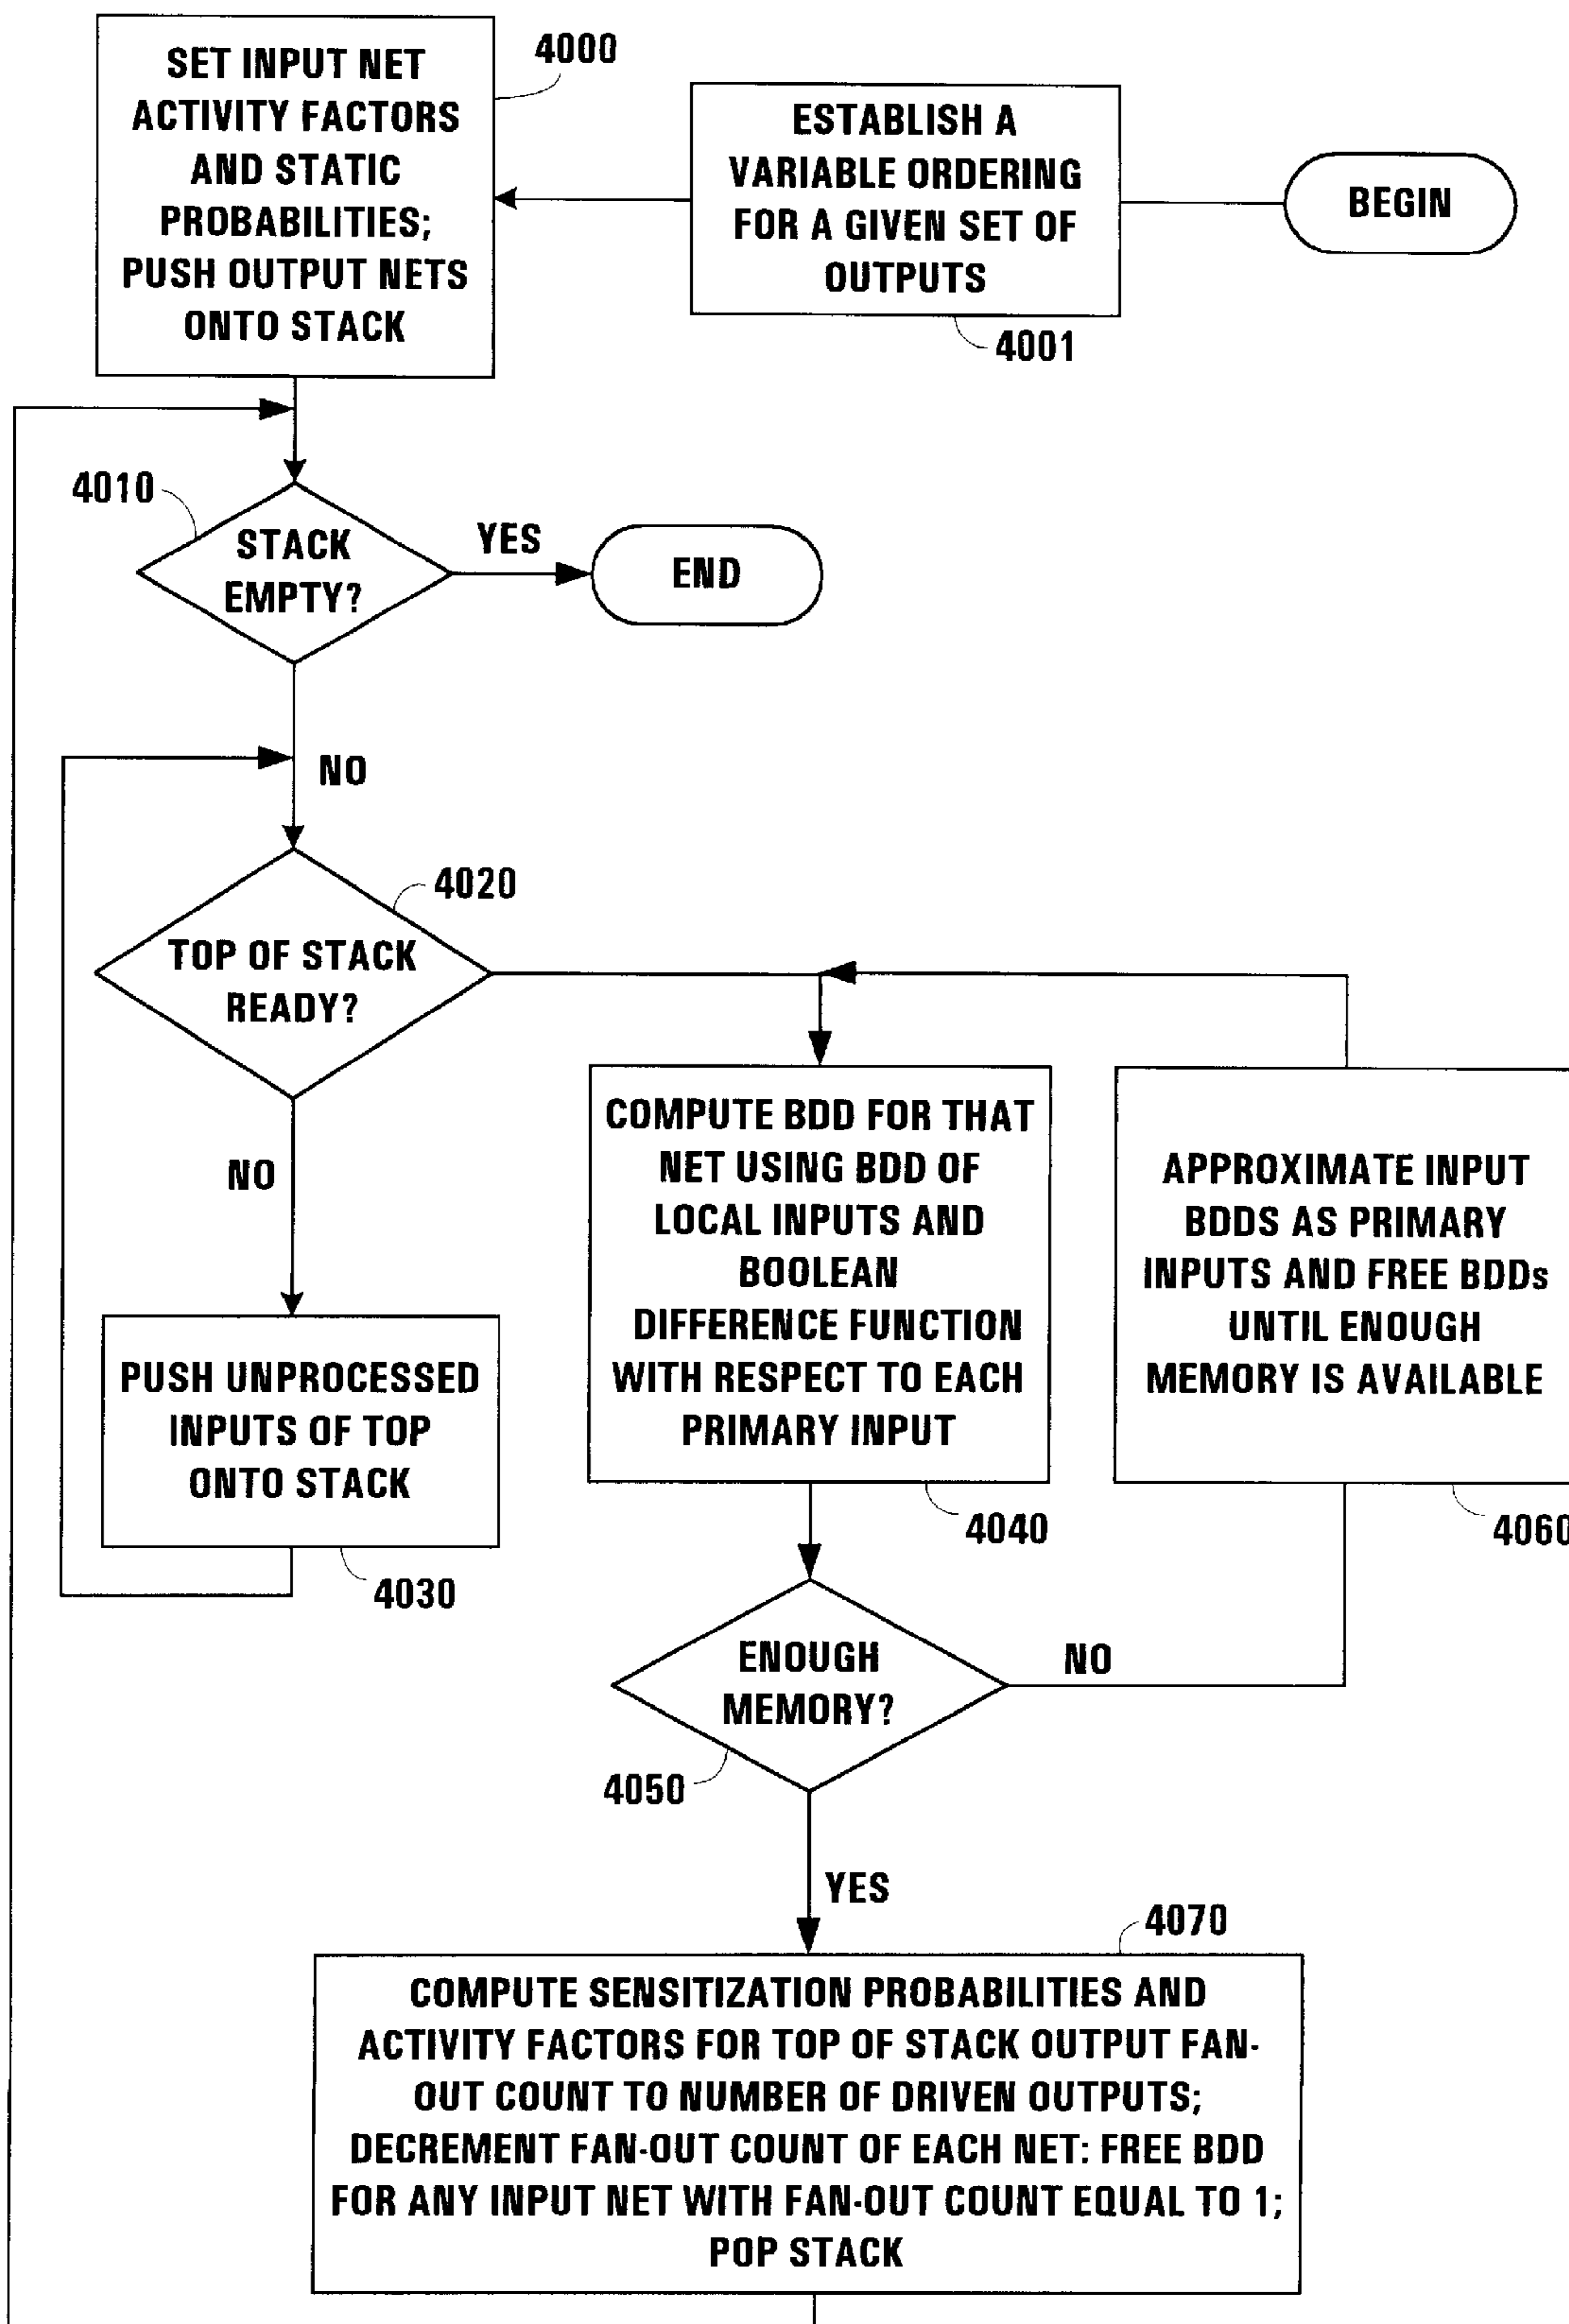 SET INPUT NET
ACTIVITY FACTORS
AND STATIC
PROBABILITIES;
PUSH OUTPUT NETS
ONTO STACK
4000
ESTABLISH A
VARIABLE ORDERING
FOR A GIVEN SET OF
OUTPUTS
4001
BEGIN
4010
STACK
EMPTY?
YES
END
NO
4020
TOP OF STACK
READY?
NO
PUSH UNPROCESSED
INPUTS OF TOP
ONTO STACK
4030
COMPUTE BDD FOR THAT
NET USING BDD OF
LOCAL INPUTS AND
BOOLEAN
DIFFERENCE FUNCTION
WITH RESPECT TO EACH
PRIMARY INPUT
4040
APPROXIMATE INPUT
BDDS AS PRIMARY
INPUTS AND FREE BDDs
UNTIL ENOUGH
MEMORY IS AVAILABLE
4060
ENOUGH
MEMORY?
NO
4050
YES
4070
COMPUTE SENSITIZATION PROBABILITIES AND
ACTIVITY FACTORS FOR TOP OF STACK OUTPUT FAN-
OUT COUNT TO NUMBER OF DRIVEN OUTPUTS;
DECREMENT FAN-OUT COUNT OF EACH NET: FREE BDD
FOR ANY INPUT NET WITH FAN-OUT COUNT EQUAL TO 1;
POP STACK